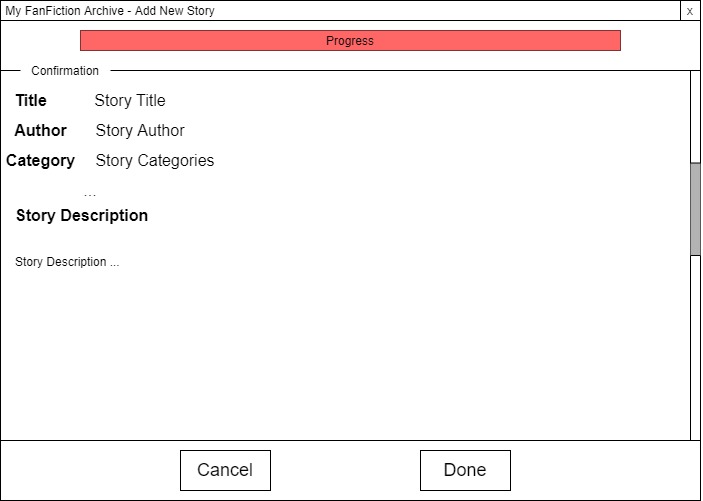 My FanFiction Archive - Add New Story x
Progress
Confirmation
Title Story Title
Author Story Author
Category Story Categories
...
Story Description
Story Description ...
Cancel Done